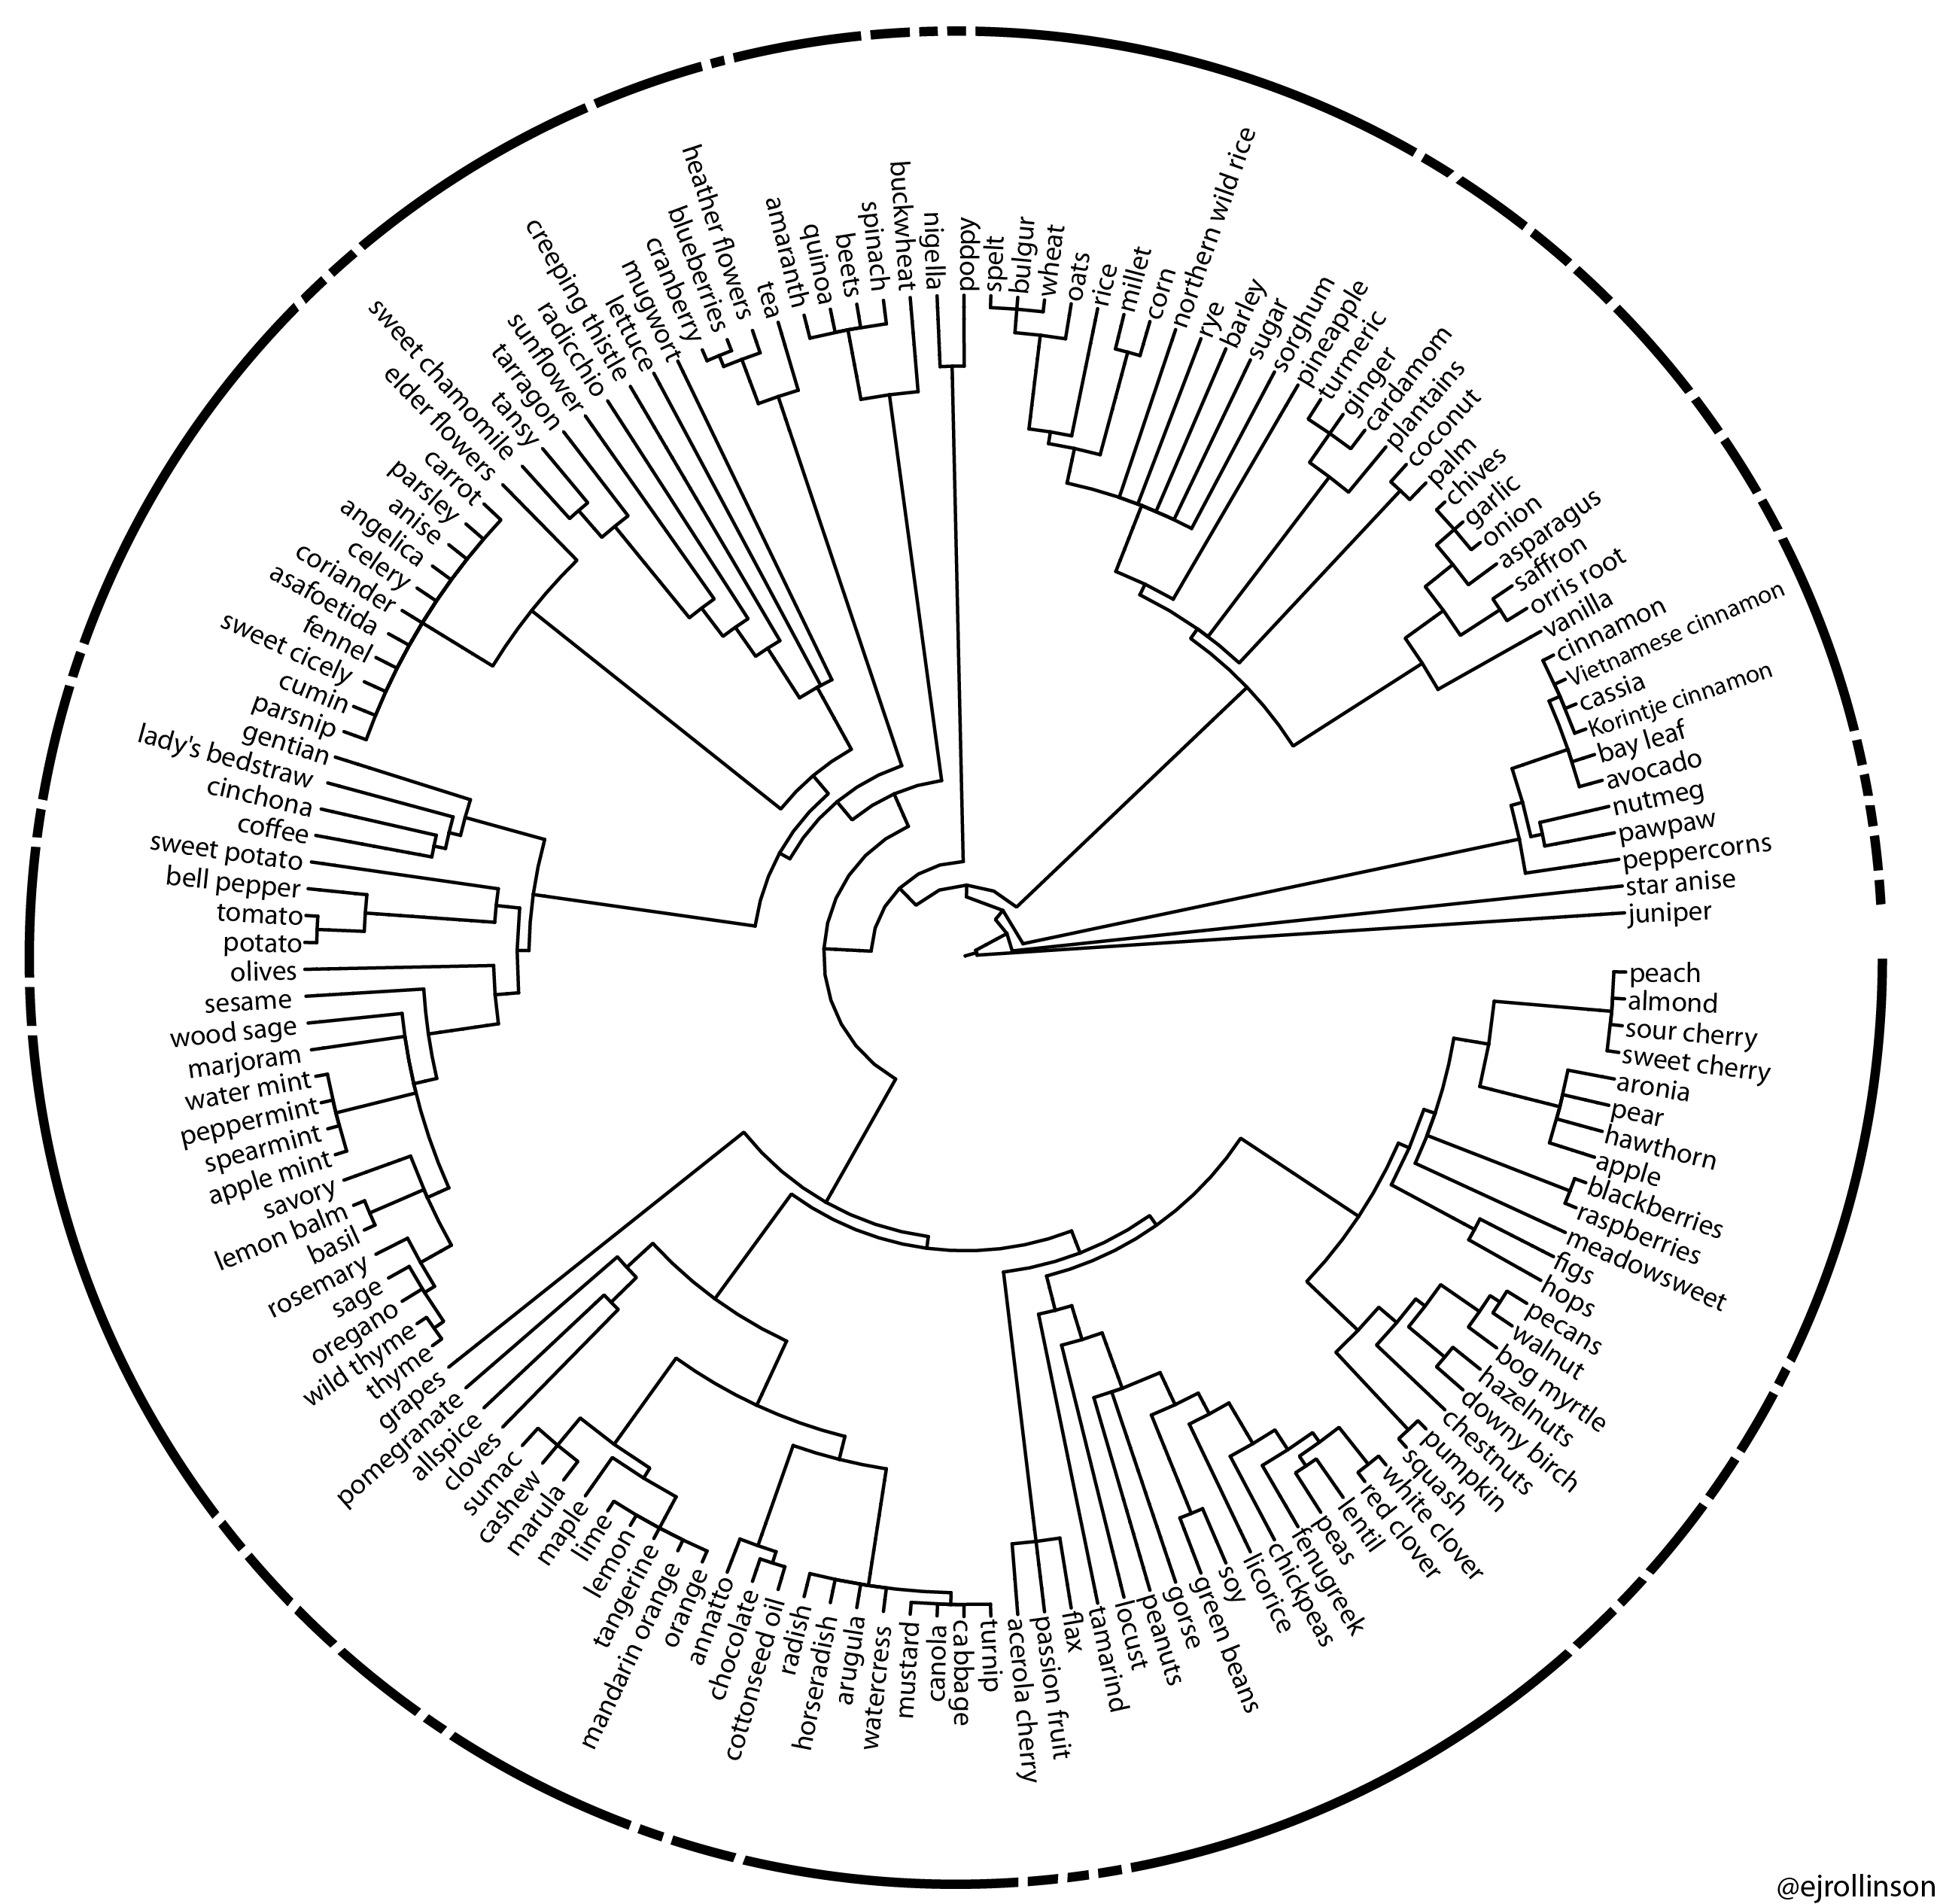 poppy
spelt
bulgur
wheat
oats
rice
millet
corn
northern wild rice
rye
barley
sugar
sorghum
pineapple
turmeric
ginger
cardamom
plantains
coconut
palm
chives
garlic
onion
asparagus
saffron
orris root
vanilla
cinnamon
Vietnamese cinnamon
cassia
Korintje cinnamon
bay leaf
avocado
nutmeg
pawpaw
peppercorns
star anise
juniper
peach
almond
sour cherry
sweet cherry
aronia
pear
hawthorn
apple
blackberries
raspberries
meadowsweet
figs
hops
pecans
walnut
bog myrtle
hazelnuts
downy birch
chestnuts
pumpkin
squash
white clover
red clover
lentil
peas
fenugreek
chickpeas
licorice
soy
green beans
gorse
peanuts
locust
tamarind
flax
passion fruit
acerola cherry
turnip
cabbage
canola
mustard
watercress
arugula
horseradish
radish
cottonseed oil
chocolate
annatto
orange
mandarin orange
tangerine
lemon
lime
maple
marula
cashew
sumac
cloves
allspice
pomegranate
grapes
thyme
wild thyme
oregano
sage
rosemary
basil
lemon balm
savory
apple mint
spearmint
peppermint
water mint
marjoram
wood sage
sesame
olives
potato
tomato
bell pepper
sweet potato
coffee
cinchona
lady's bedstraw
gentian
parsnip
cumin
sweet cicely
fennel
asafoetida
coriander
celery
angelica
anise
parsley
carrot
elder flowers
sweet chamomile
tansy
tarragon
sunflower
radicchio
creeping thistle
lettuce
mugwort
cranberry
blueberries
heather flowers
tea
amaranth
quinoa
beets
spinach
buckwheat
nigella
@ejrollinson